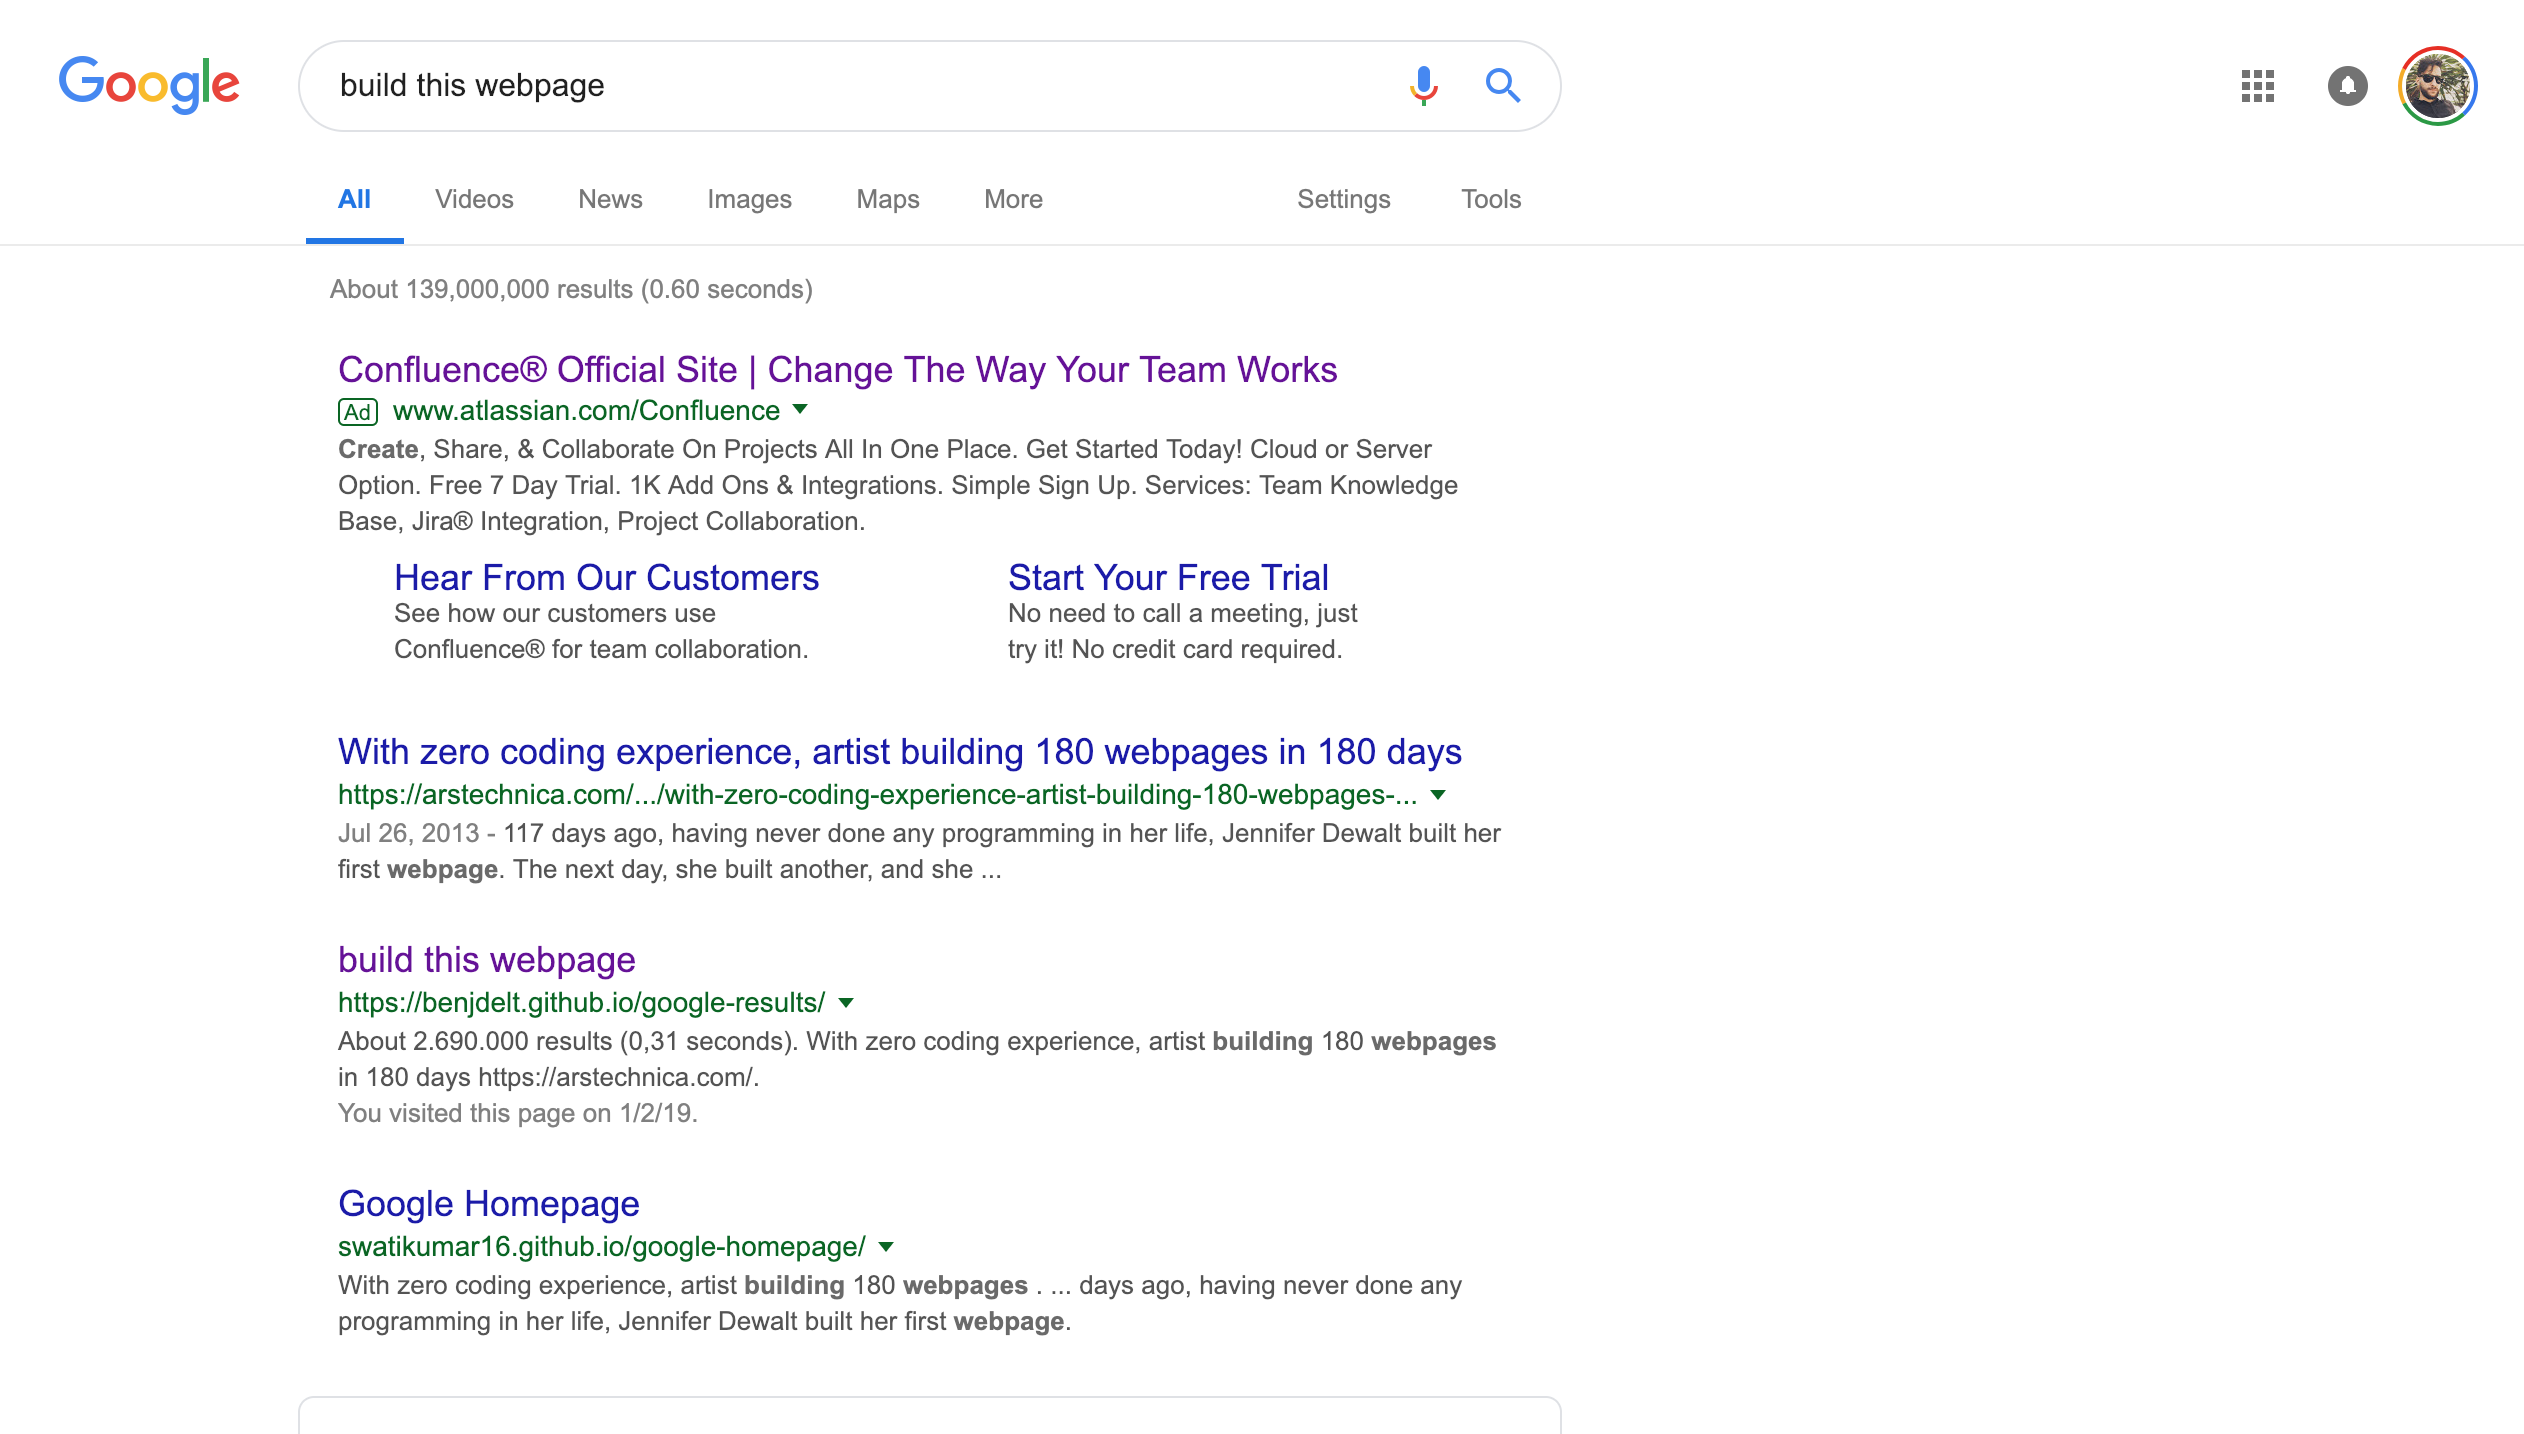 Google
build this webpage
All Videos News Images Maps More Settings Tools
About 139,000,000 results (0.60 seconds)
Confluence® Official Site | Change The Way Your Team Works
Ad www.atlassian.com/Confluence
Create, Share, & Collaborate On Projects All In One Place. Get Started Today! Cloud or Server
Option. Free 7 Day Trial. 1K Add Ons & Integrations. Simple Sign Up. Services: Team Knowledge
Base, Jira® Integration, Project Collaboration.
Hear From Our Customers
See how our customers use
Confluence® for team collaboration.
Start Your Free Trial
No need to call a meeting, just
try it! No credit card required.
With zero coding experience, artist building 180 webpages in 180 days
https://arstechnica.com/.../with-zero-coding-experience-artist-building-180-webpages-...
Jul 26, 2013 - 117 days ago, having never done any programming in her life, Jennifer Dewalt built her
first webpage. The next day, she built another, and she ...
build this webpage
https://benjdelt.github.io/google-results/
About 2.690.000 results (0,31 seconds). With zero coding experience, artist building 180 webpages
in 180 days https://arstechnica.com/.
You visited this page on 1/2/19.
Google Homepage
swatikumar16.github.io/google-homepage/
With zero coding experience, artist building 180 webpages . ... days ago, having never done any
programming in her life, Jennifer Dewalt built her first webpage.